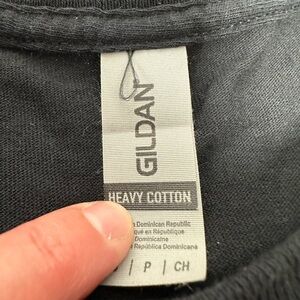 GILDAN
HEAVY COTTON
Dominican Republic
en République
Dominicaine
República Dominicana
| P | CH